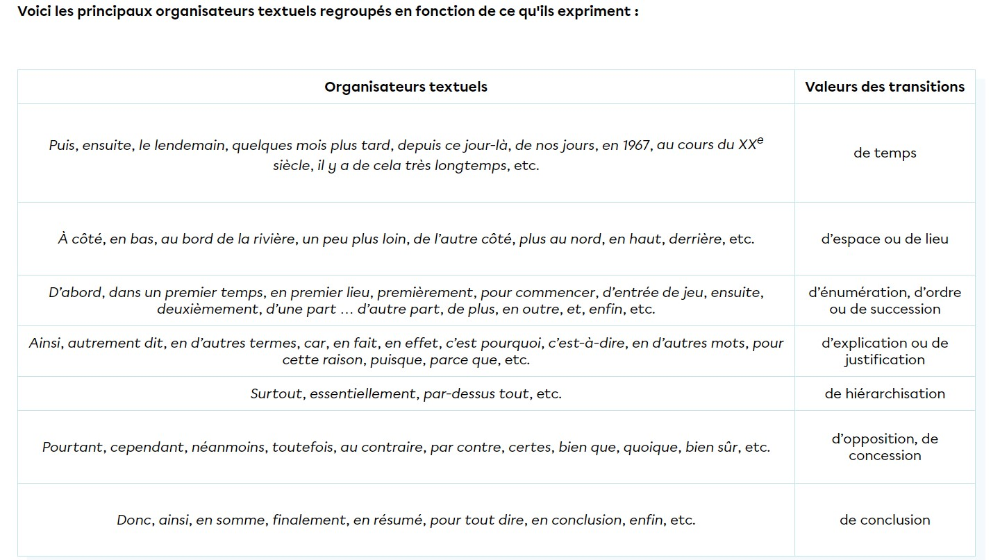 Voici les principaux organisateurs textuels regroupés en fonction de ce qu'ils expriment :
Organisateurs textuels
Valeurs des transitions
Puis, ensuite, le lendemain, quelques mois plus tard, depuis ce jour-là, de nos jours, en 1967, au cours du XXe
siècle, il y a de cela très longtemps, etc.
de temps
À côté, en bas, au bord de la rivière, un peu plus loin, de l’autre côté, plus au nord, en haut, derrière, etc.
d’espace ou de lieu
D’abord, dans un premier temps, en premier lieu, premièrement, pour commencer, d’entrée de jeu, ensuite,
deuxièmement, d’une part … d’autre part, de plus, en outre, et, enfin, etc.
d’énumération, d’ordre
ou de succession
Ainsi, autrement dit, en d’autres termes, car, en fait, en effet, c’est pourquoi, c’est-à-dire, en d’autres mots, pour
cette raison, puisque, parce que, etc.
d’explication ou de
justification
Surtout, essentiellement, par-dessus tout, etc.
de hiérarchisation
Pourtant, cependant, néanmoins, toutefois, au contraire, par contre, certes, bien que, quoique, bien sûr, etc.
d’opposition, de
concession
Donc, ainsi, en somme, finalement, en résumé, pour tout dire, en conclusion, enfin, etc.
de conclusion